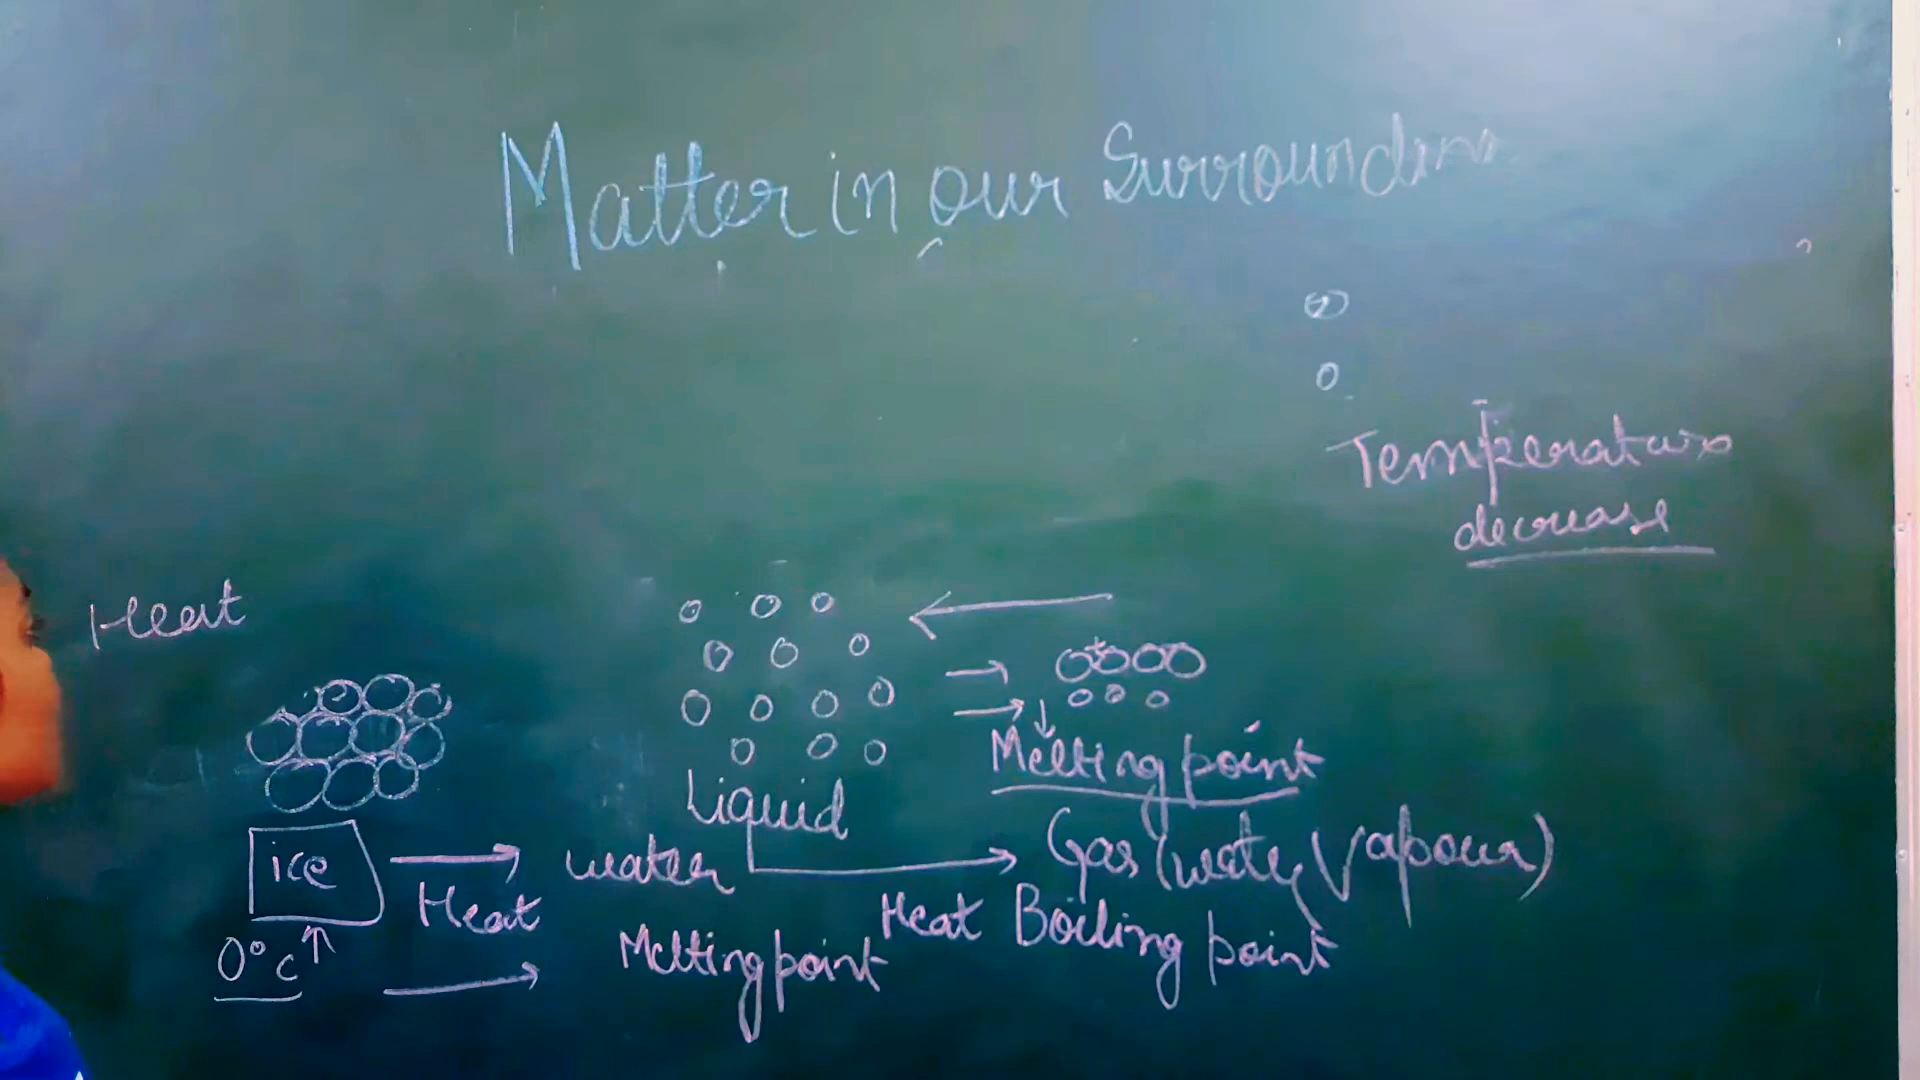 Matter in our Surroundin
Temperature
decrease
Heat
Melting point
Liquid
ice
Heat
water
Gas (water Vapour)
Heat Boiling point
0°c
Melting point